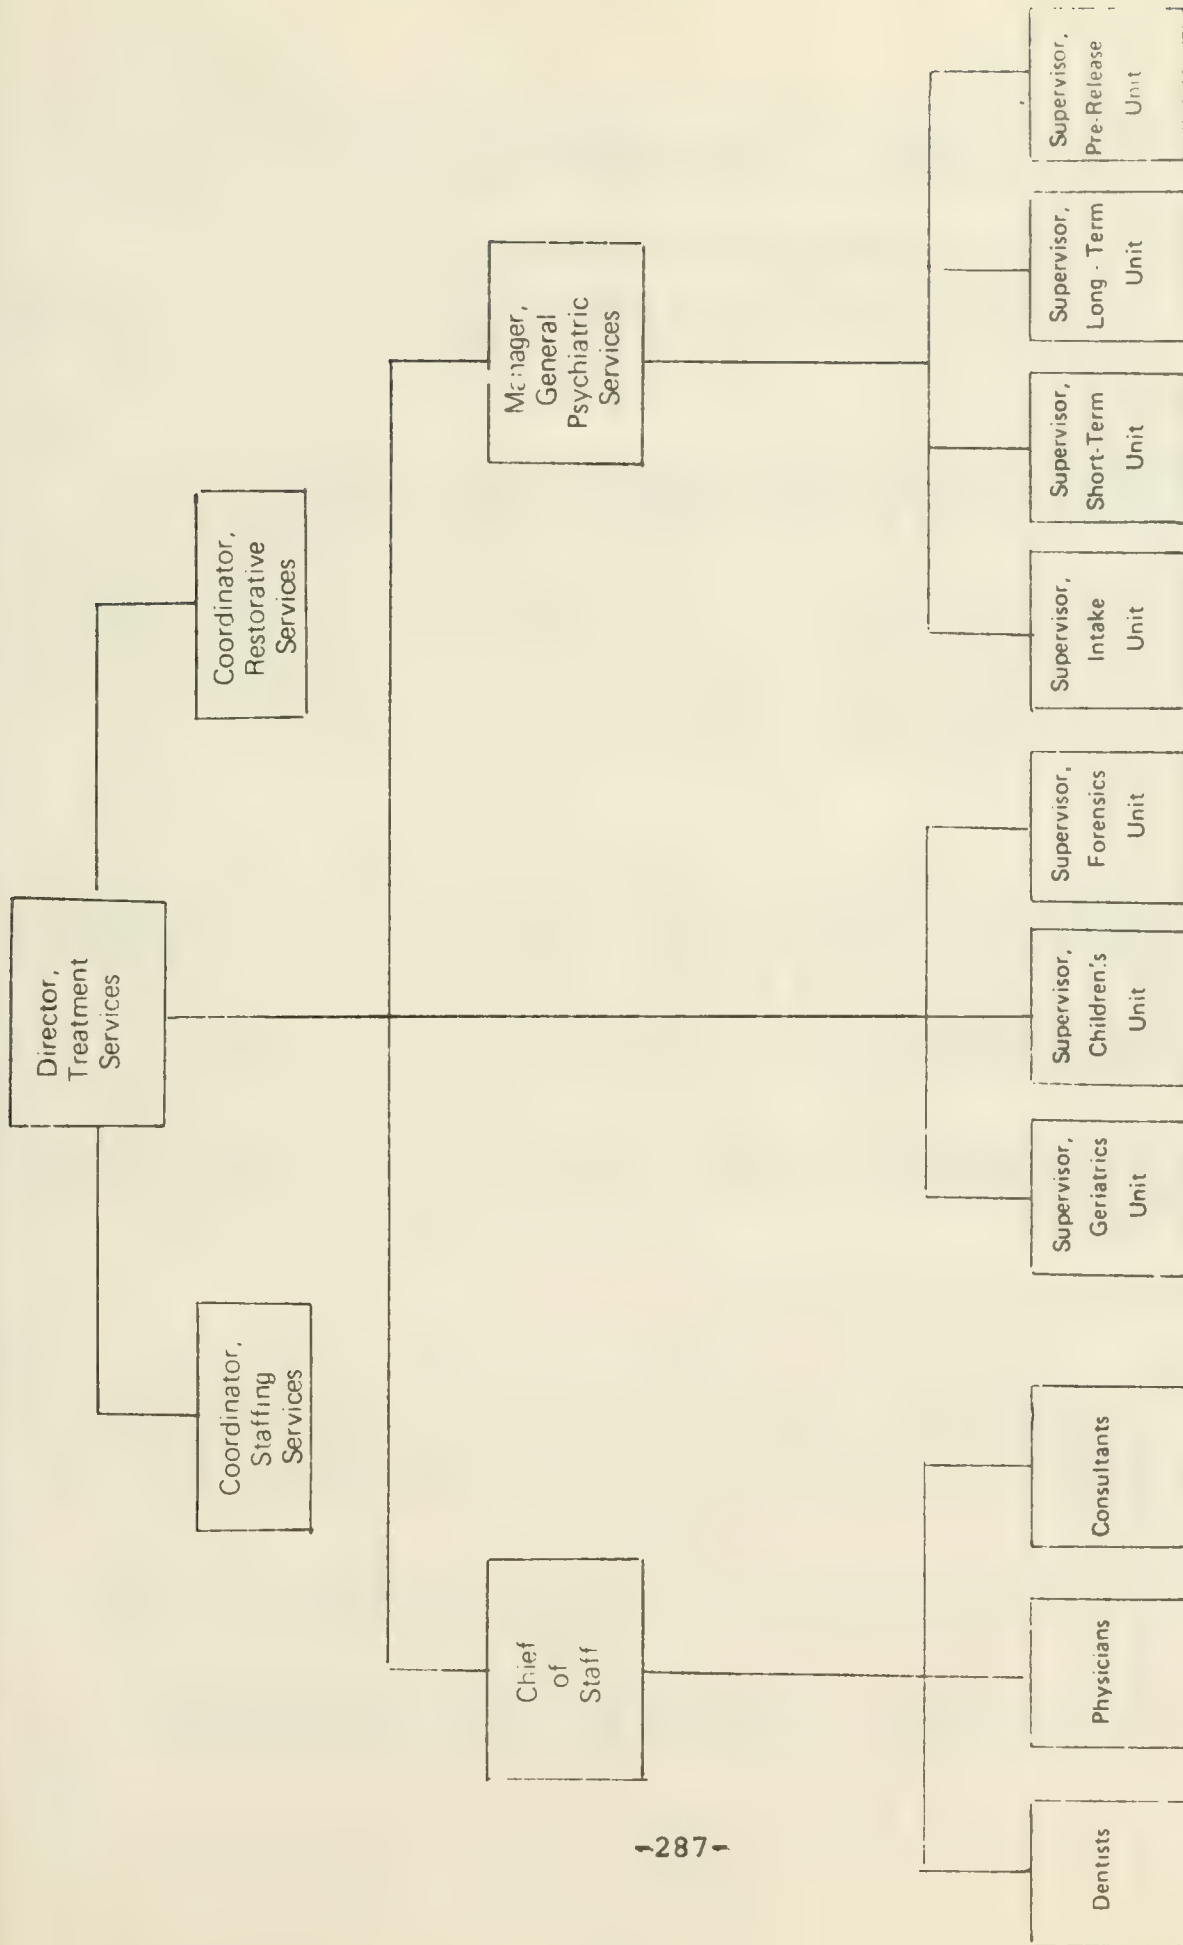 Director,
Treatment
Services
Coordinator,
Staffing
Services
Coordinator,
Restorative
Services
Chief
of
Staff
Manager,
General
Psychiatric
Services
Dentists
Physicians
Consultants
Supervisor,
Geriatrics
Unit
Supervisor,
Children's
Unit
Supervisor,
Forensics
Unit
Supervisor,
Intake
Unit
Supervisor,
Short-Term
Unit
Supervisor,
Long - Term
Unit
Supervisor,
Pre-Release
Unit
-287-